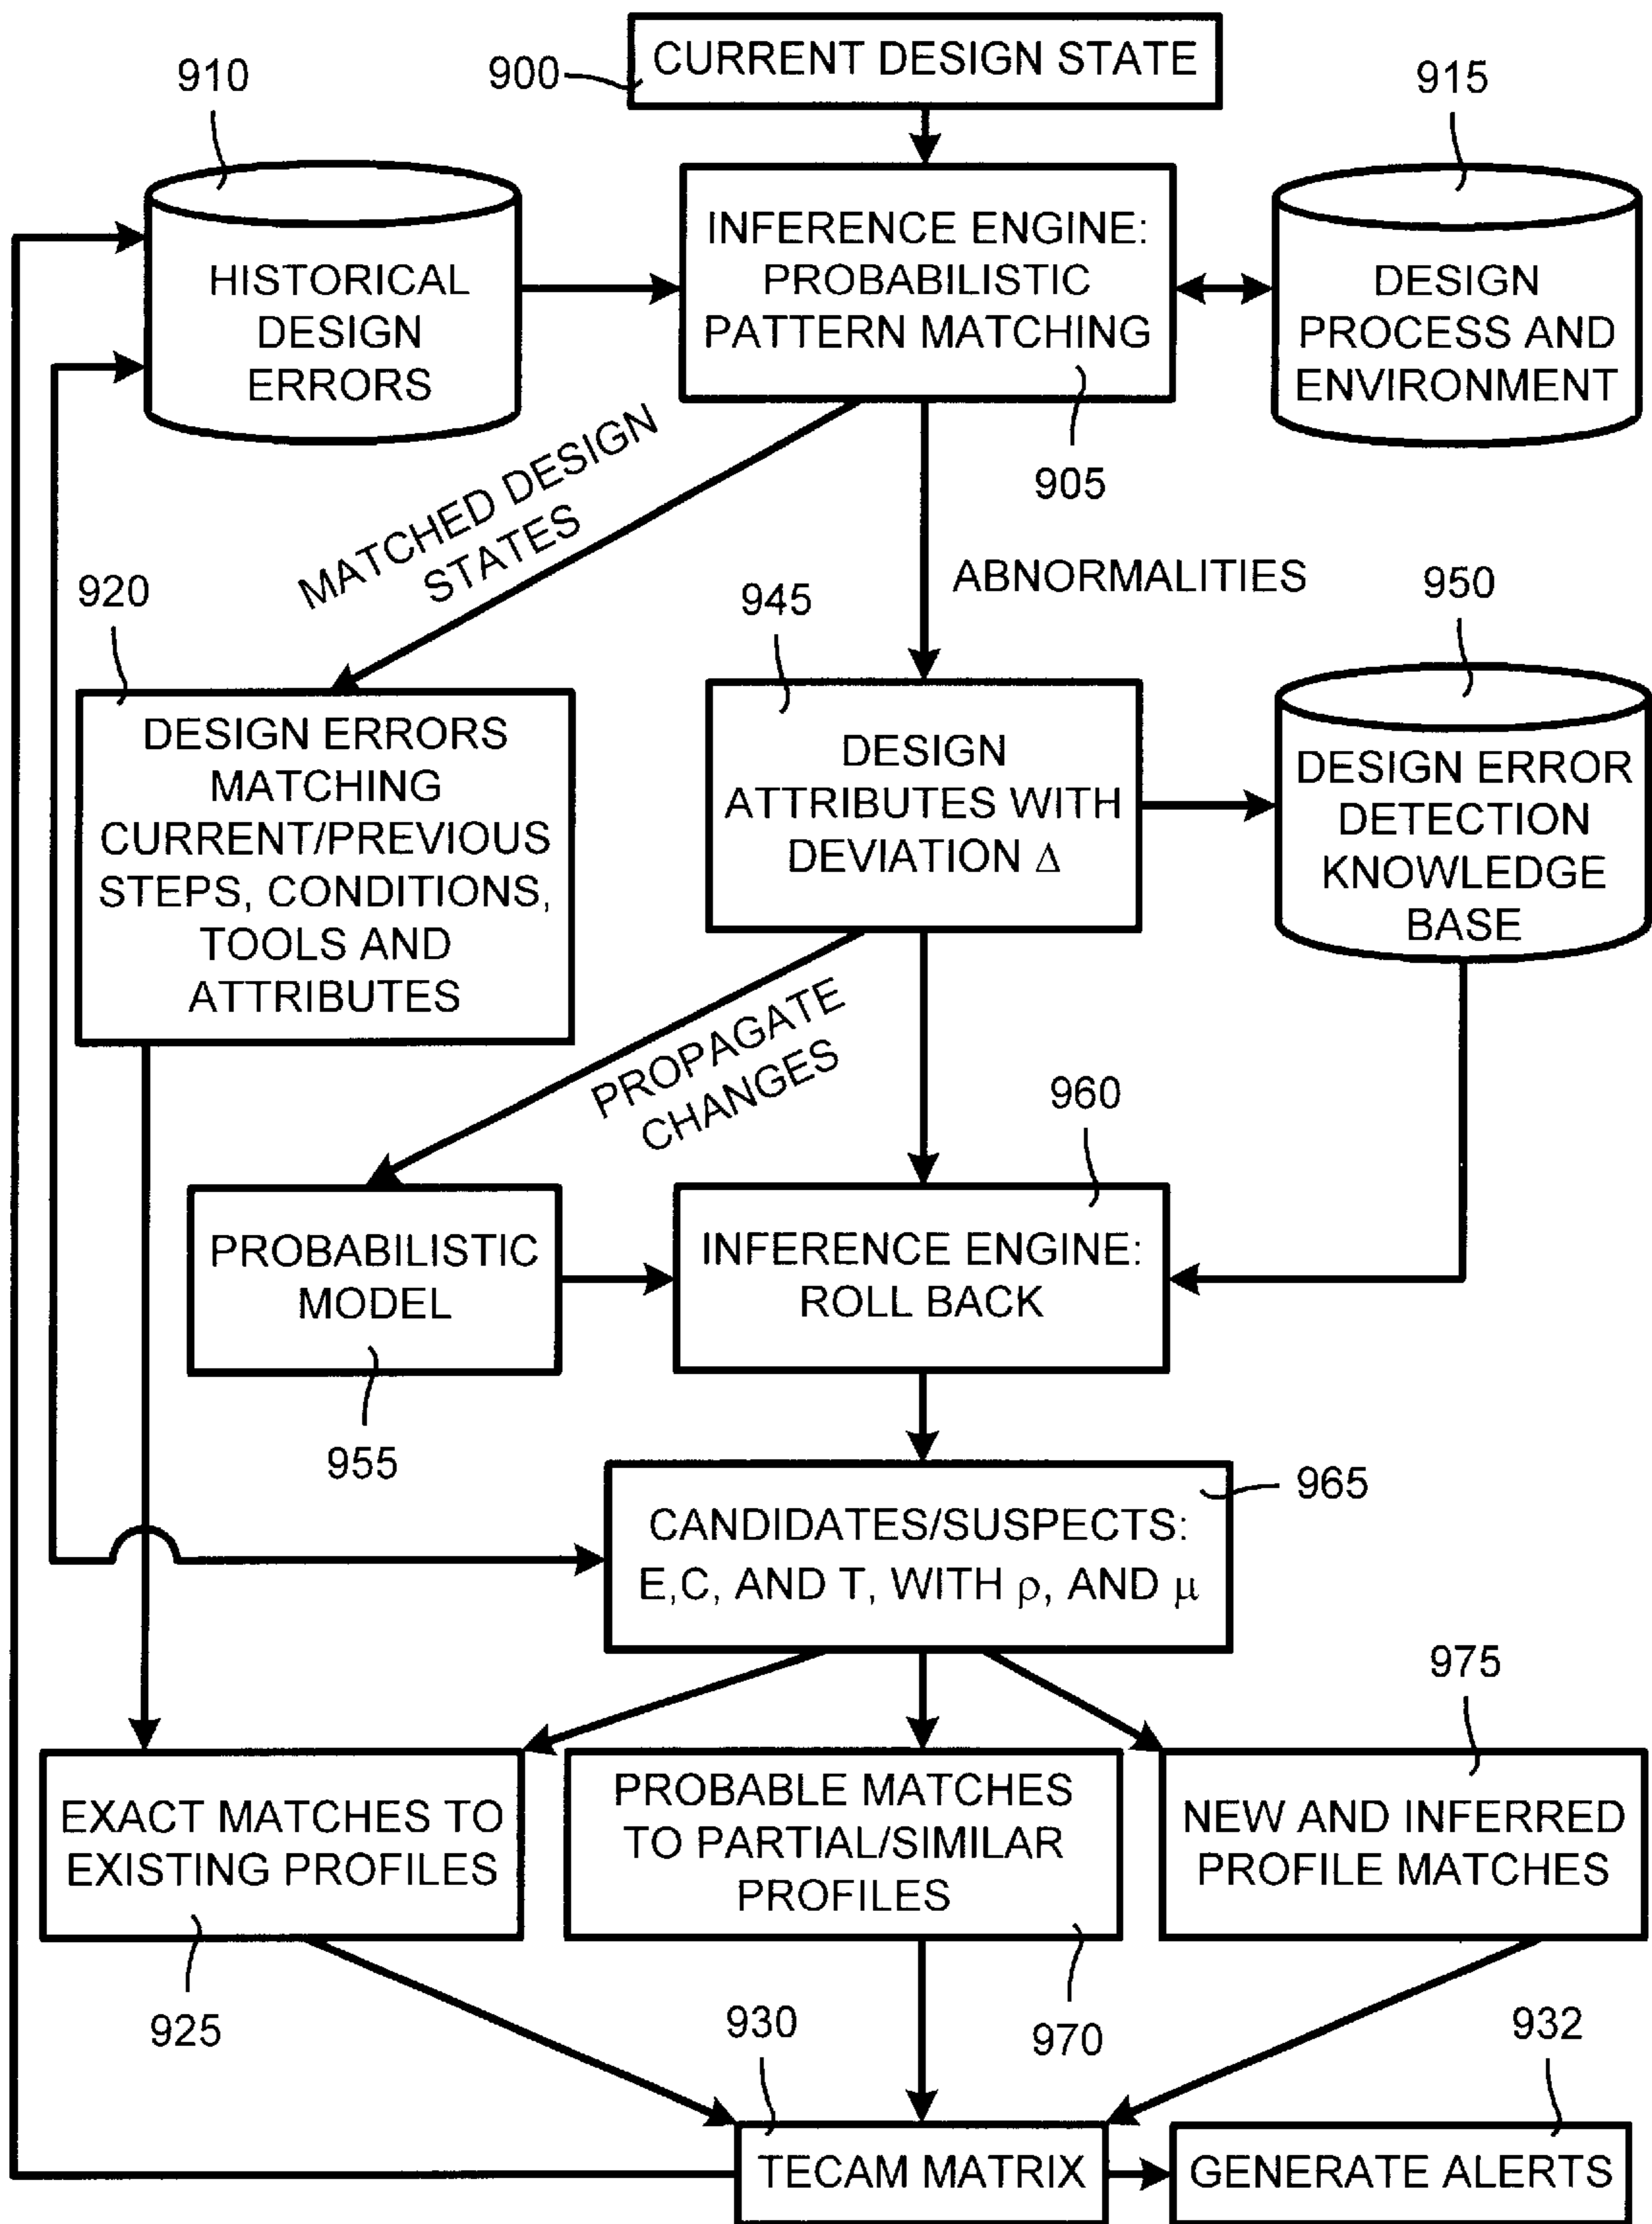 CURRENT DESIGN STATE
900
910
915
HISTORICAL
DESIGN
ERRORS
INFERENCE ENGINE:
PROBABILISTIC
PATTERN MATCHING
905
DESIGN
PROCESS AND
ENVIRONMENT
MATCHED DESIGN
STATES
ABNORMALITIES
920
945
950
DESIGN ERRORS
MATCHING
CURRENT/PREVIOUS
STEPS, CONDITIONS,
TOOLS AND
ATTRIBUTES
DESIGN
ATTRIBUTES WITH
DEVIATION Δ
DESIGN ERROR
DETECTION
KNOWLEDGE
BASE
PROPAGATE
CHANGES
960
PROBABILISTIC
MODEL
955
INFERENCE ENGINE:
ROLL BACK
965
CANDIDATES/SUSPECTS:
E,C, AND T, WITH ρ, AND μ
975
EXACT MATCHES TO
EXISTING PROFILES
925
PROBABLE MATCHES
TO PARTIAL/SIMILAR
PROFILES
970
NEW AND INFERRED
PROFILE MATCHES
930
932
TECAM MATRIX
GENERATE ALERTS